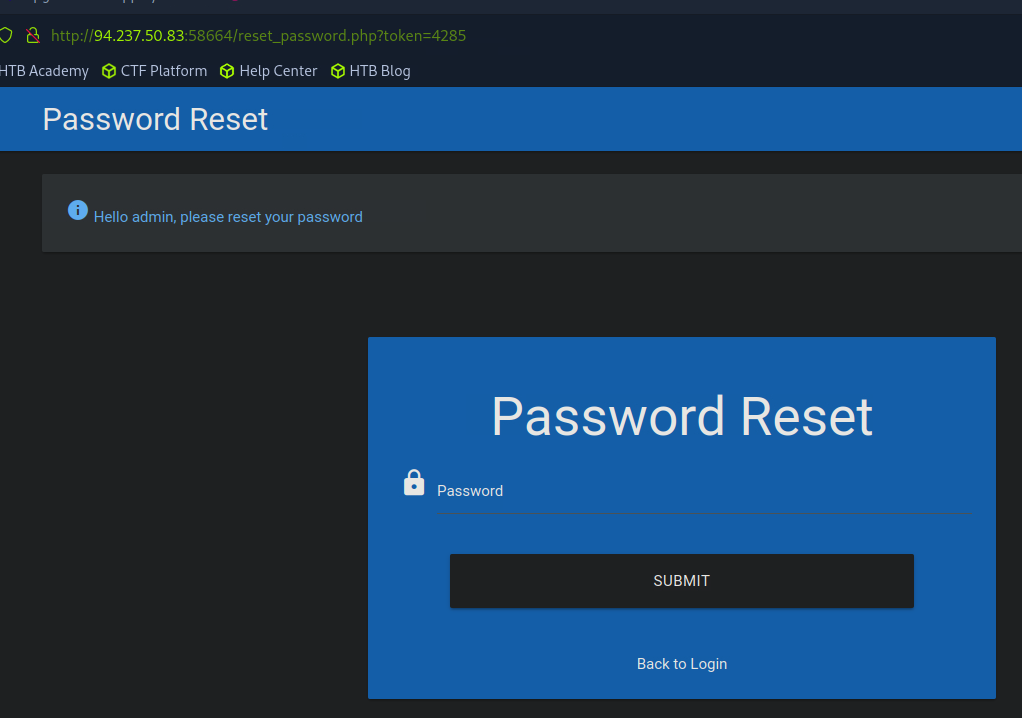 http://94.237.50.83:58664/reset_password.php?token=4285
HTB Academy CTF Platform Help Center HTB Blog
Password Reset
Hello admin, please reset your password
Password Reset
Password
SUBMIT
Back to Login